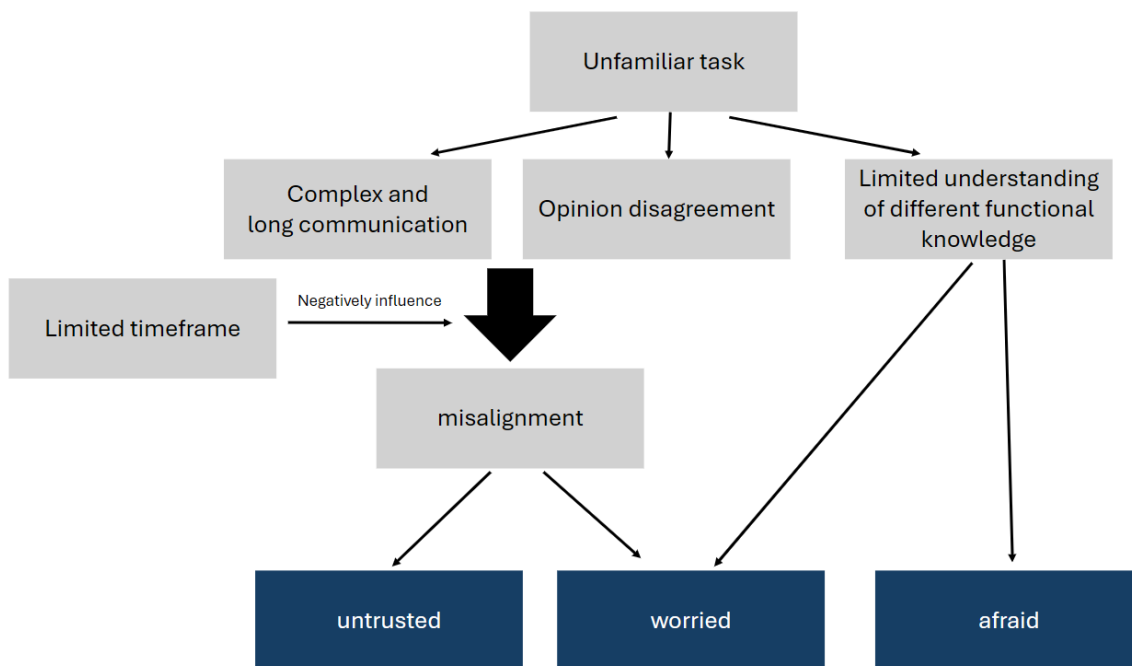 Unfamiliar task
Complex and
long communication
Opinion disagreement
Limited understanding
of different functional
knowledge
Limited timeframe
Negatively influence
misalignment
untrusted
worried
afraid